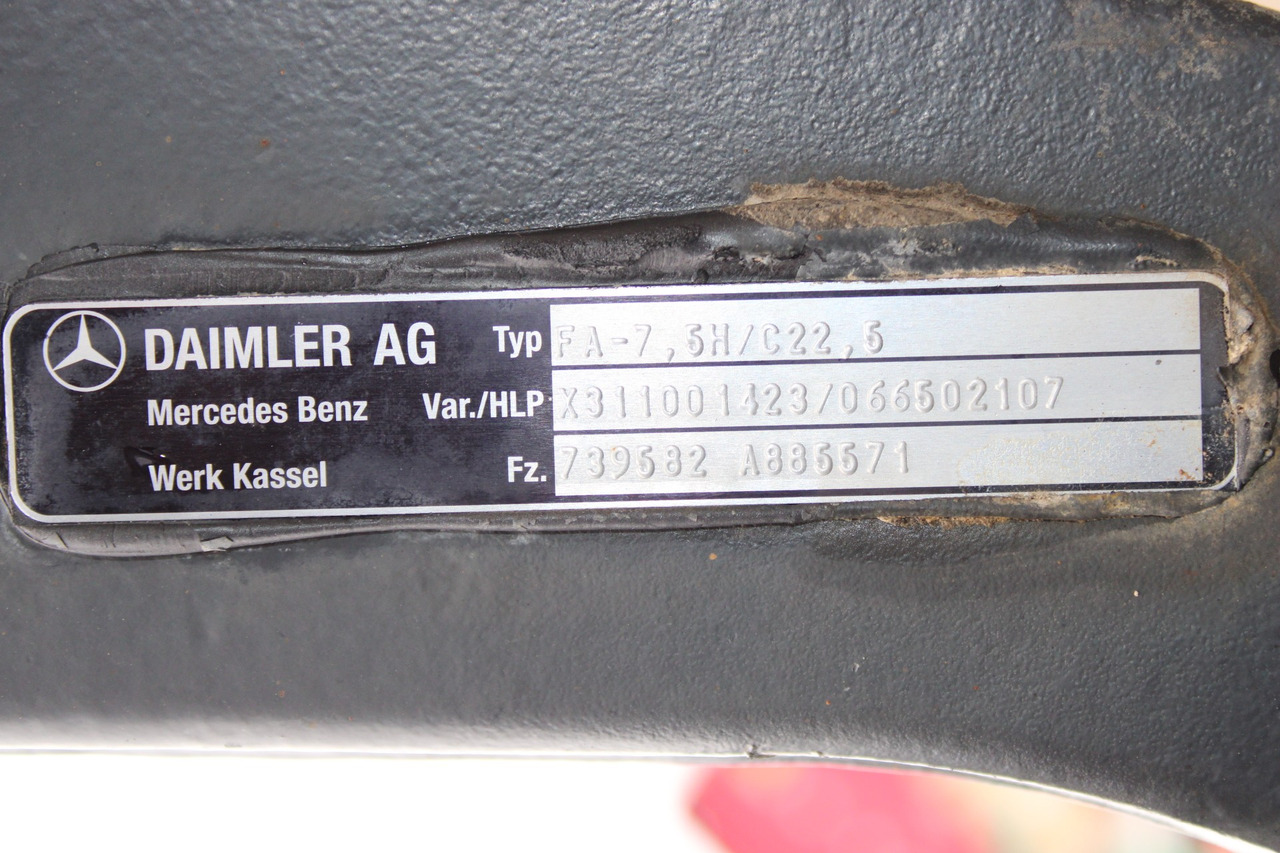 DAIMLER AG Typ FA-7,5H/C22,5
Mercedes Benz Var./HLP X311001423/066502107
Werk Kassel Fz. 739582 A885571